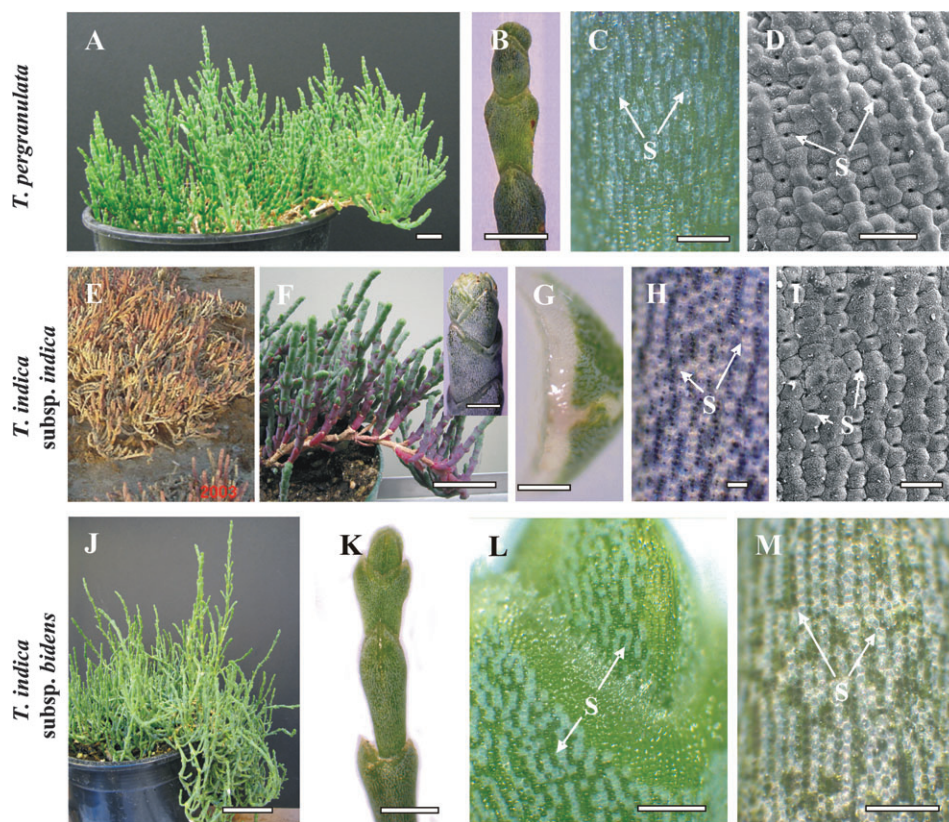 T. pergranulata
A
B
C
S
D
S
T. indica
subsp. indica
E
2003
F
G
H
S
I
S
T. indica
subsp. bidens
J
K
L
S
M
S